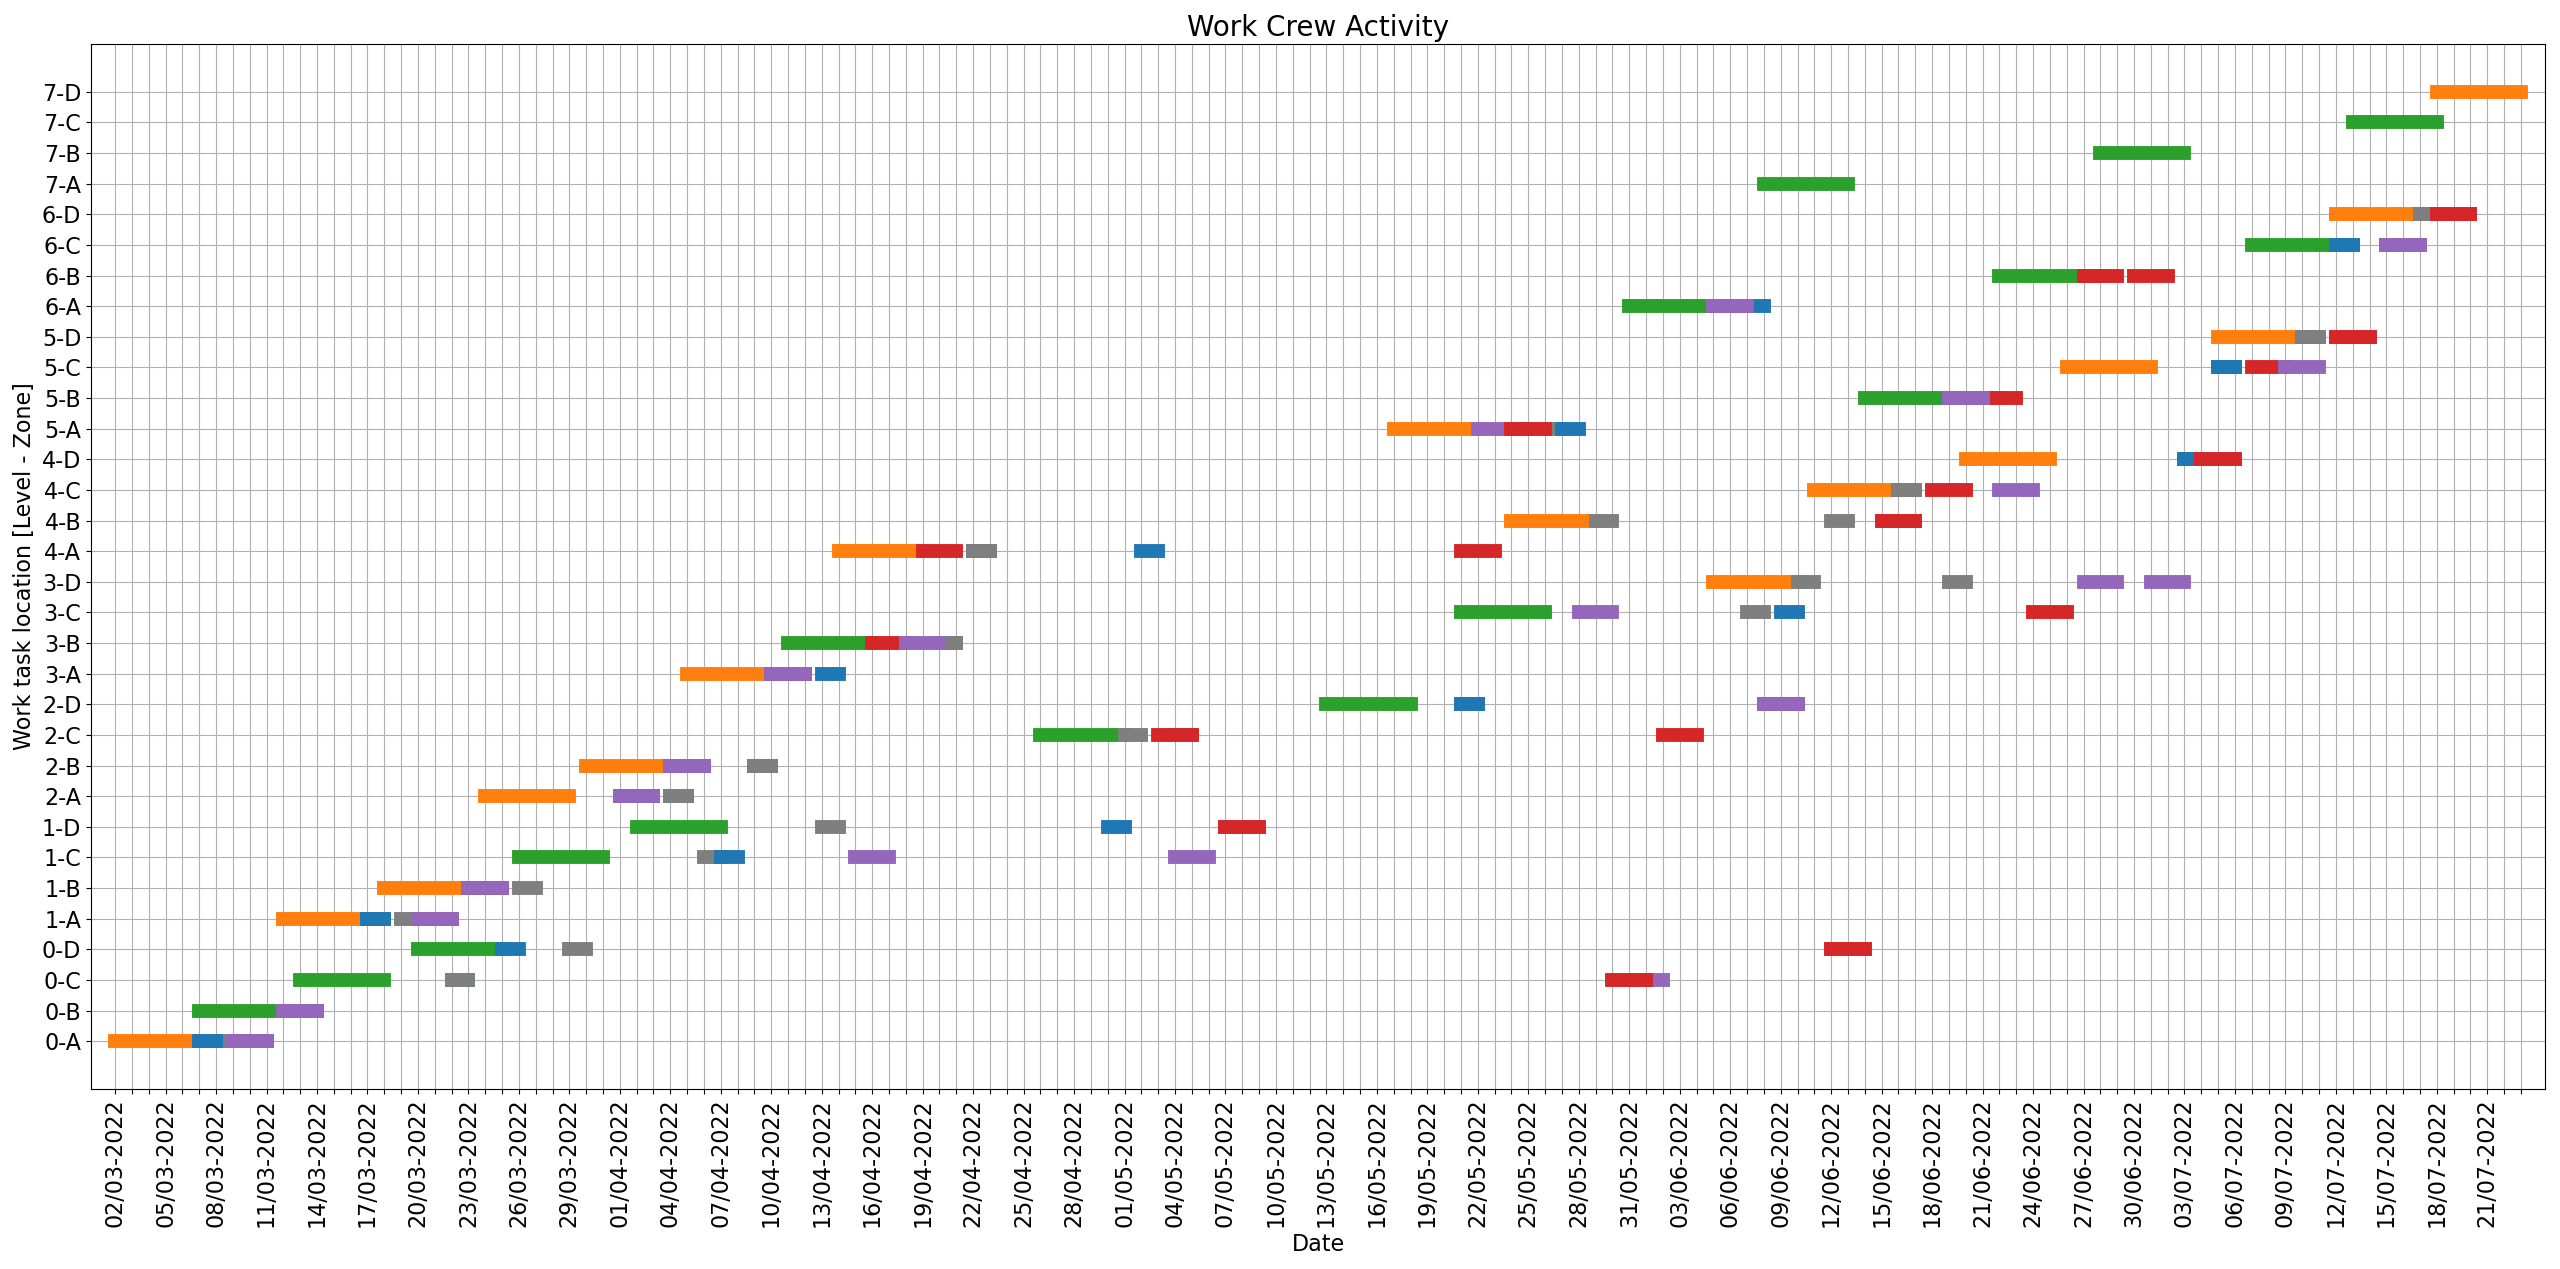 Work Crew Activity
Work task location [Level - Zone]
7-D
7-C
7-B
7-A
6-D
6-C
6-B
6-A
5-D
5-C
5-B
5-A
4-D
4-C
4-B
4-A
3-D
3-C
3-B
3-A
2-D
2-C
2-B
2-A
1-D
1-C
1-B
1-A
0-D
0-C
0-B
0-A
02/03-2022
05/03-2022
08/03-2022
11/03-2022
14/03-2022
17/03-2022
20/03-2022
23/03-2022
26/03-2022
29/03-2022
01/04-2022
04/04-2022
07/04-2022
10/04-2022
13/04-2022
16/04-2022
19/04-2022
22/04-2022
25/04-2022
28/04-2022
01/05-2022
04/05-2022
07/05-2022
10/05-2022
13/05-2022
16/05-2022
19/05-2022
22/05-2022
25/05-2022
28/05-2022
31/05-2022
03/06-2022
06/06-2022
09/06-2022
12/06-2022
15/06-2022
18/06-2022
21/06-2022
24/06-2022
27/06-2022
30/06-2022
03/07-2022
06/07-2022
09/07-2022
12/07-2022
15/07-2022
18/07-2022
21/07-2022
Date